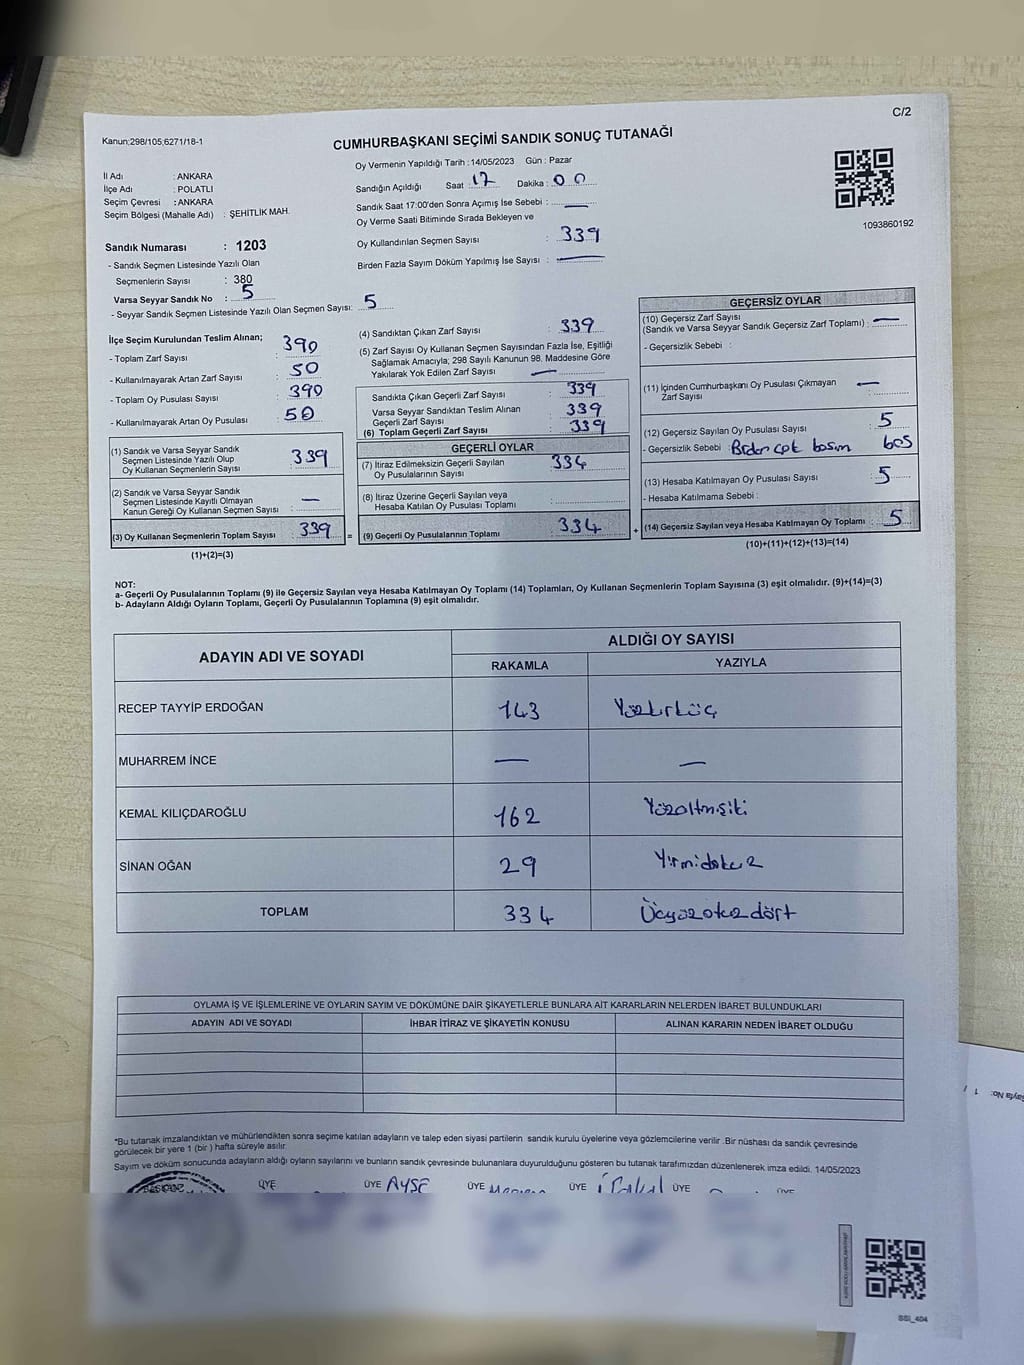 C/2
Kanun:298/105,6271/18-1
CUMHURBAŞKANI SEÇİMİ SANDIK SONUÇ TUTANAĞI
Oy Vermenin Yapıldığı Tarih :14/05/2023 Gün : Pazar
İl Adı : ANKARA
İlçe Adı : POLATLI
Seçim Çevresi : ANKARA
Seçim Bölgesi (Mahalle Adı) : ŞEHİTLİK MAH.
Sandığın Açıldığı Saat 17 Dakika : 00
Sandık Saat 17:00'den Sonra Açımış İse Sebebi : —
Oy Verme Saati Bitiminde Sırada Bekleyen ve
Oy Kullandırılan Seçmen Sayısı : 339
Birden Fazla Sayım Döküm Yapılmış İse Sayısı : —
1093860192
Sandık Numarası : 1203
- Sandık Seçmen Listesinde Yazılı Olan
Seçmenlerin Sayısı : 380
Varsa Seyyar Sandık No : 5
- Seyyar Sandık Seçmen Listesinde Yazılı Olan Seçmen Sayısı: 5
İlçe Seçim Kurulundan Teslim Alınan;
- Toplam Zarf Sayısı : 390
- Kullanılmayarak Artan Zarf Sayısı : 50
- Toplam Oy Pusulası Sayısı : 390
- Kullanılmayarak Artan Oy Pusulası : 50
(1) Sandık ve Varsa Seyyar Sandık
Seçmen Listesinde Yazılı Olup
Oy Kullanan Seçmenlerin Sayısı : 339
(2) Sandık ve Varsa Seyyar Sandık
Seçmen Listesinde Kayıtlı Olmayan
Kanun Gereği Oy Kullanan Seçmen Sayısı : —
(3) Oy Kullanan Seçmenlerin Toplam Sayısı : 339 =
(1)+(2)=(3)
(4) Sandıktan Çıkan Zarf Sayısı : 339
(5) Zarf Sayısı Oy Kullanan Seçmen Sayısından Fazla İse, Eşitliği
Sağlamak Amacıyla; 298 Sayılı Kanunun 98. Maddesine Göre
Yakılarak Yok Edilen Zarf Sayısı : —
Sandıkta Çıkan Geçerli Zarf Sayısı : 339
Varsa Seyyar Sandıktan Teslim Alınan
Geçerli Zarf Sayısı : 339
(6) Toplam Geçerli Zarf Sayısı : 339
GEÇERLİ OYLAR
(7) İtiraz Edilmeksizin Geçerli Sayılan
Oy Pusulalarının Sayısı : 334
(8) İtiraz Üzerine Geçerli Sayılan veya
Hesaba Katılan Oy Pusulası Toplamı :
(9) Geçerli Oy Pusulalarının Toplamı : 334 +
GEÇERSİZ OYLAR
(10) Geçersiz Zarf Sayısı
(Sandık ve Varsa Seyyar Sandık Geçersiz Zarf Toplamı) : —
- Geçersizlik Sebebi :
(11) İçinden Cumhurbaşkanı Oy Pusulası Çıkmayan
Zarf Sayısı : —
(12) Geçersiz Sayılan Oy Pusulası Sayısı : 5
- Geçersizlik Sebebi : Birden çok basım boş
(13) Hesaba Katılmayan Oy Pusulası Sayısı : 5
- Hesaba Katılmama Sebebi :
(14) Geçersiz Sayılan veya Hesaba Katılmayan Oy Toplamı : 5
(10)+(11)+(12)+(13)=(14)
NOT:
a- Geçerli Oy Pusulalarının Toplamı (9) ile Geçersiz Sayılan veya Hesaba Katılmayan Oy Toplamı (14) Toplamları, Oy Kullanan Seçmenlerin Toplam Sayısına (3) eşit olmalıdır. (9)+(14)=(3)
b- Adayların Aldığı Oyların Toplamı, Geçerli Oy Pusulalarının Toplamına (9) eşit olmalıdır.
ADAYIN ADI VE SOYADI ALDIĞI OY SAYISI
RAKAMLA YAZIYLA
RECEP TAYYİP ERDOĞAN 143 Yüzkırküç
MUHARREM İNCE — —
KEMAL KILIÇDAROĞLU 162 Yüzaltmışiki
SİNAN OĞAN 29 Yirmidokuz
TOPLAM 334 Üçyüzotuzdört
OYLAMA İŞ VE İŞLEMLERİNE VE OYLARIN SAYIM VE DÖKÜMÜNE DAİR ŞİKAYETLERLE BUNLARA AİT KARARLARIN NELERDEN İBARET BULUNDUKLARI
ADAYIN ADI VE SOYADI İHBAR İTİRAZ VE ŞİKAYETİN KONUSU ALINAN KARARIN NEDEN İBARET OLDUĞU
*Bu tutanak imzalandıktan ve mühürlendikten sonra seçime katılan adayların ve talep eden siyasi partilerin sandık kurulu üyelerine veya gözlemcilerine verilir .Bir nüshası da sandık çevresinde
görülecek bir yere 1 (bir ) hafta süreyle asılır.
Sayım ve döküm sonucunda adayların aldığı oyların sayılarını ve bunların sandık çevresinde bulunanlara duyurulduğunu gösteren bu tutanak tarafımızdan düzenlenerek imza edildi. 14/05/2023
BAŞKAN ÜYE ÜYE AYŞE ÜYE ÜYE ÜYE ÜYE
SSI_404
Sayfa No: 1 /